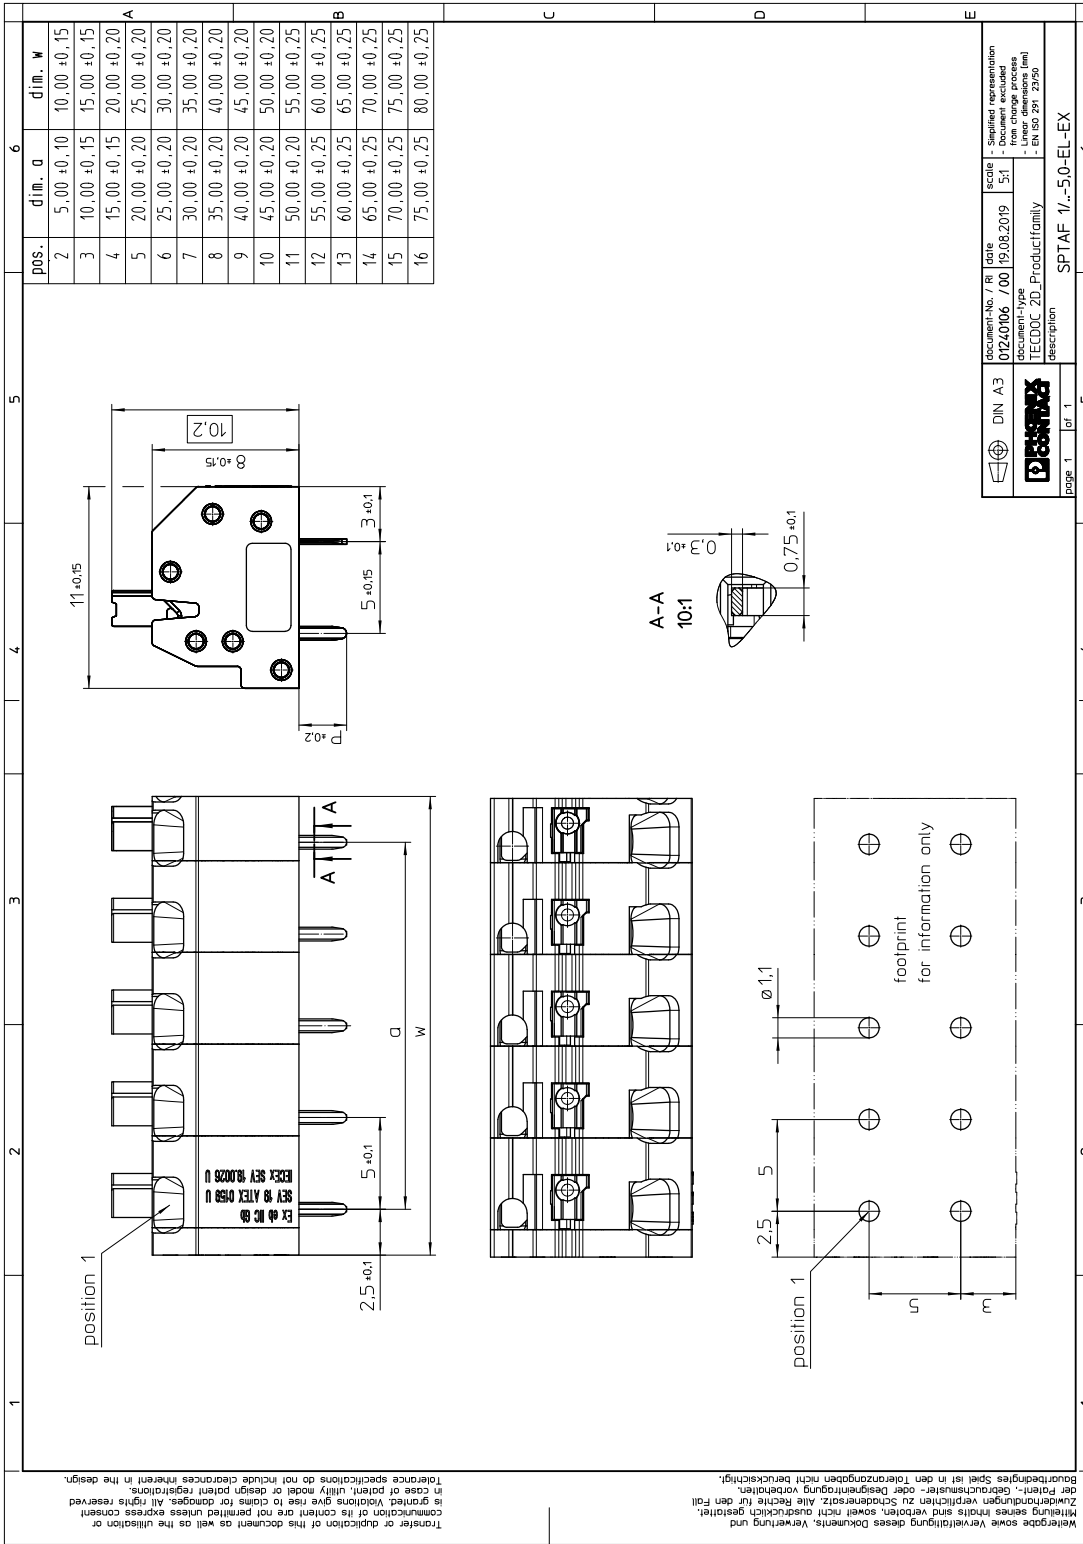 pos. dim. a dim. w
2 5,00 ±0,10 10,00 ±0,15
3 10,00 ±0,15 15,00 ±0,15
4 15,00 ±0,15 20,00 ±0,20
5 20,00 ±0,20 25,00 ±0,20
6 25,00 ±0,20 30,00 ±0,20
7 30,00 ±0,20 35,00 ±0,20
8 35,00 ±0,20 40,00 ±0,20
9 40,00 ±0,20 45,00 ±0,20
10 45,00 ±0,20 50,00 ±0,20
11 50,00 ±0,20 55,00 ±0,25
12 55,00 ±0,25 60,00 ±0,25
13 60,00 ±0,25 65,00 ±0,25
14 65,00 ±0,25 70,00 ±0,25
15 70,00 ±0,25 75,00 ±0,25
16 75,00 ±0,25 80,00 ±0,25
1 2 3 4 5 6
A
B
C
D
E
position 1
Ex eb IIC Gb
SEV 19 ATEX 0158 U
IECEx SEV 19.0026 U
2,5 ±0,1
5 ±0,1
a
w
A
A
11 ±0,15
10,2
8 ±0,15
P ±0,2
5 ±0,15
3 ±0,1
A-A
10:1
0,3 ±0,1
0,75 ±0,1
position 1
2,5
5
ø 1,1
5
3
footprint
for information only
DIN A3
PHOENIX
CONTACT
page 1 of 1
document-No. / RI
01240106 / 00
date
19.08.2019
scale
5:1
- Simplified representation
- Document excluded
from change process
- Linear dimensions [mm]
- EN ISO 291 23/50
document-type
TECDOC 2D_Productfamily
description
SPTAF 1/..-5,0-EL-EX
Transfer or duplication of this document as well as the utilisation or
communication of its content are not permitted unless express consent
is granted. Violations give rise to claims for damages. All rights reserved
in case of patent, utility model or design patent registrations.
Tolerance specifications do not include clearances inherent in the design.
Weitergabe sowie Vervielfältigung dieses Dokuments, Verwertung und
Mitteilung seines Inhalts sind verboten, soweit nicht ausdrücklich gestattet.
Zuwiderhandlungen verpflichten zu Schadenersatz. Alle Rechte für den Fall
der Patent-, Gebrauchsmuster- oder Designeintragung vorbehalten.
Bauartbedingtes Spiel ist in den Toleranzangaben nicht berücksichtigt.